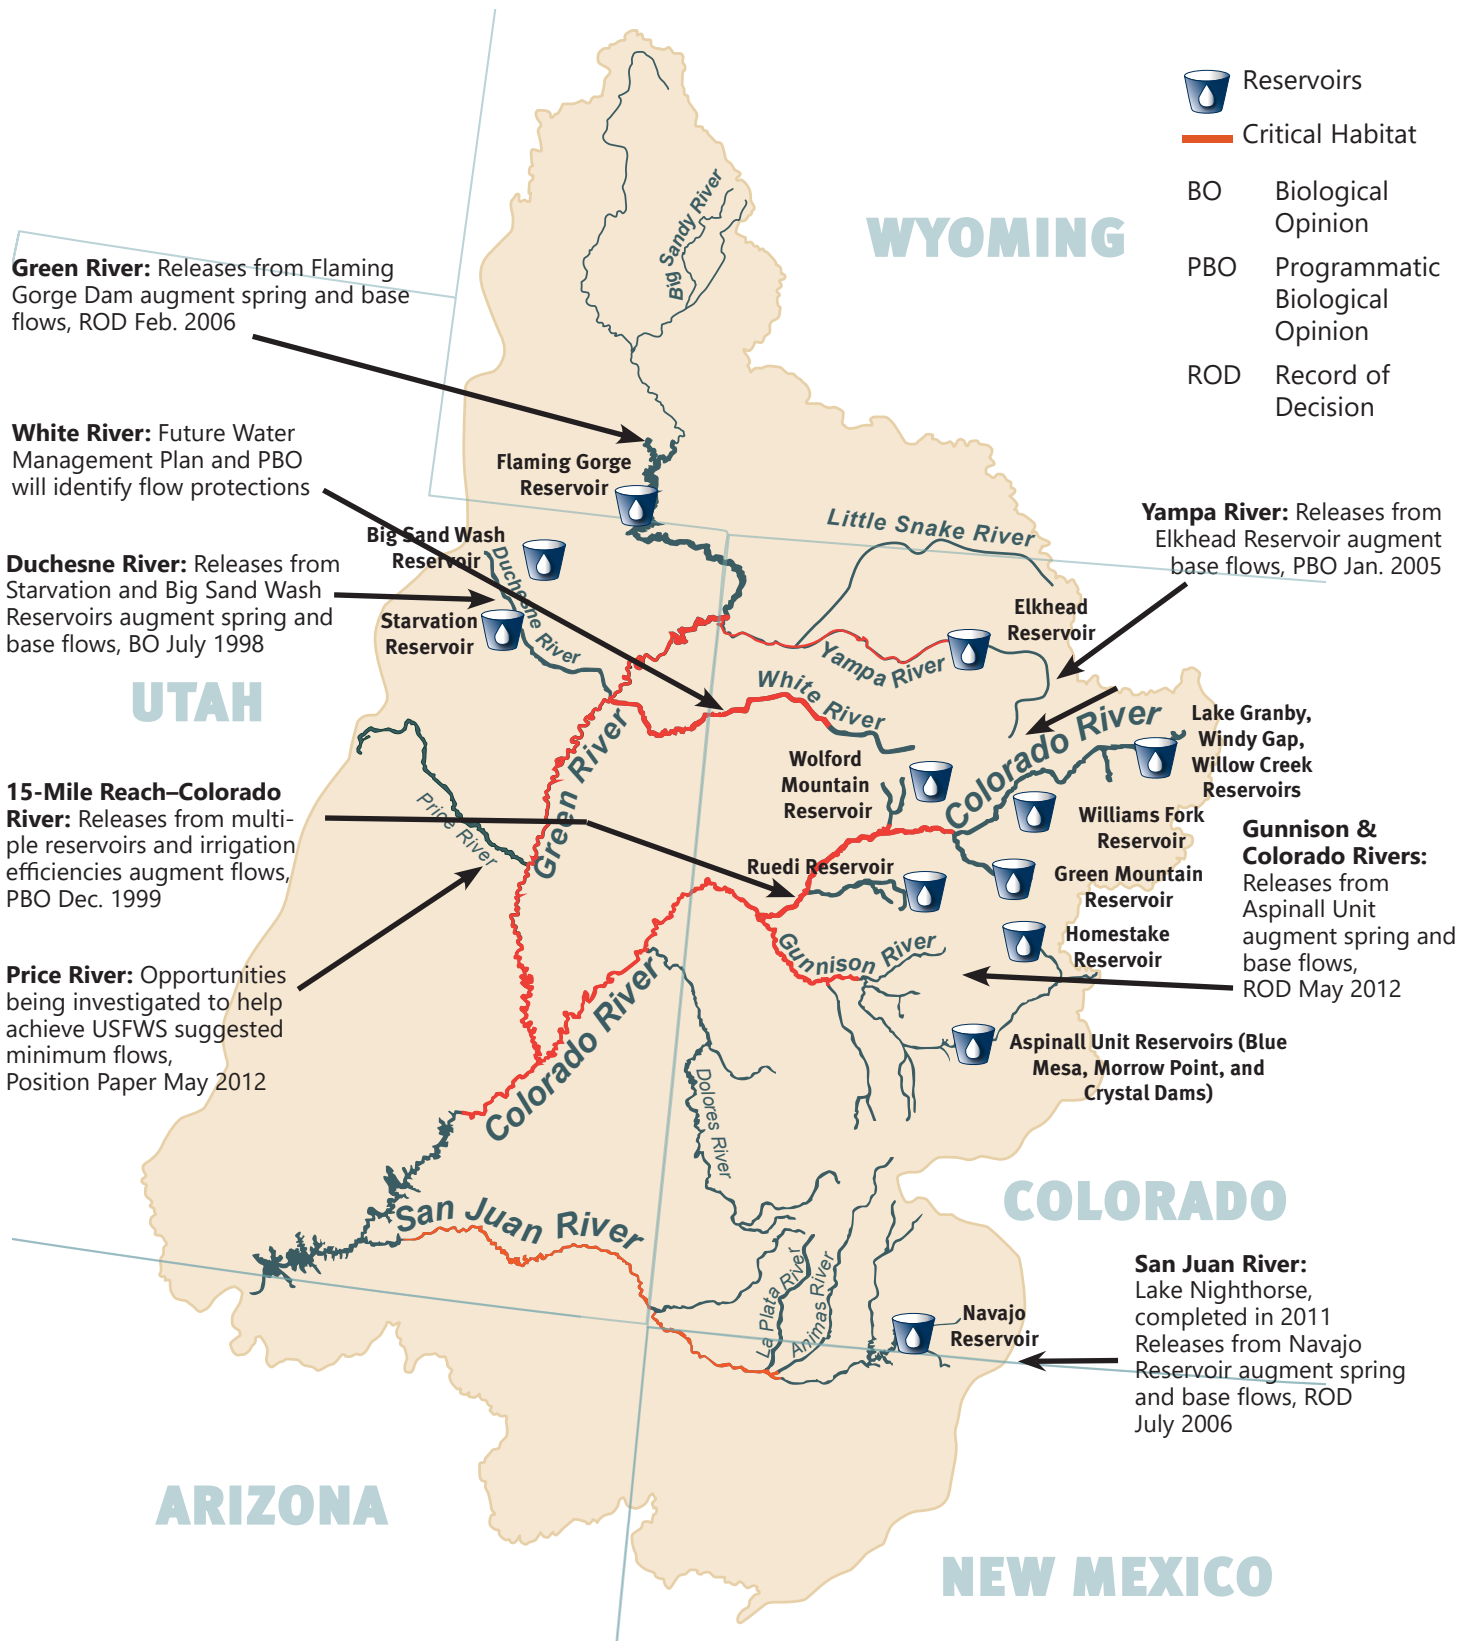 Reservoirs
Critical Habitat
BO Biological
Opinion
PBO Programmatic
Biological
Opinion
ROD Record of
Decision
WYOMING
Big Sandy River
Green River: Releases from Flaming
Gorge Dam augment spring and base
flows, ROD Feb. 2006
White River: Future Water
Management Plan and PBO
will identify flow protections
Flaming Gorge
Reservoir
Big Sand Wash
Reservoir
Duchesne River
Starvation
Reservoir
Duchesne River: Releases from
Starvation and Big Sand Wash
Reservoirs augment spring and
base flows, BO July 1998
Little Snake River
Yampa River: Releases from
Elkhead Reservoir augment
base flows, PBO Jan. 2005
Elkhead
Reservoir
Yampa River
White River
UTAH
Green River
Price River
Colorado River
Lake Granby,
Windy Gap,
Willow Creek
Reservoirs
Wolford
Mountain
Reservoir
Williams Fork
Reservoir
Ruedi Reservoir
Green Mountain
Reservoir
Homestake
Reservoir
15-Mile Reach–Colorado
River: Releases from multi-
ple reservoirs and irrigation
efficiencies augment flows,
PBO Dec. 1999
Gunnison &
Colorado Rivers:
Releases from
Aspinall Unit
augment spring and
base flows,
ROD May 2012
Gunnison River
Price River: Opportunities
being investigated to help
achieve USFWS suggested
minimum flows,
Position Paper May 2012
Colorado River
Aspinall Unit Reservoirs (Blue
Mesa, Morrow Point, and
Crystal Dams)
Dolores River
COLORADO
San Juan River
La Plata River
Animas River
Navajo
Reservoir
San Juan River:
Lake Nighthorse,
completed in 2011
Releases from Navajo
Reservoir augment spring
and base flows, ROD
July 2006
ARIZONA
NEW MEXICO